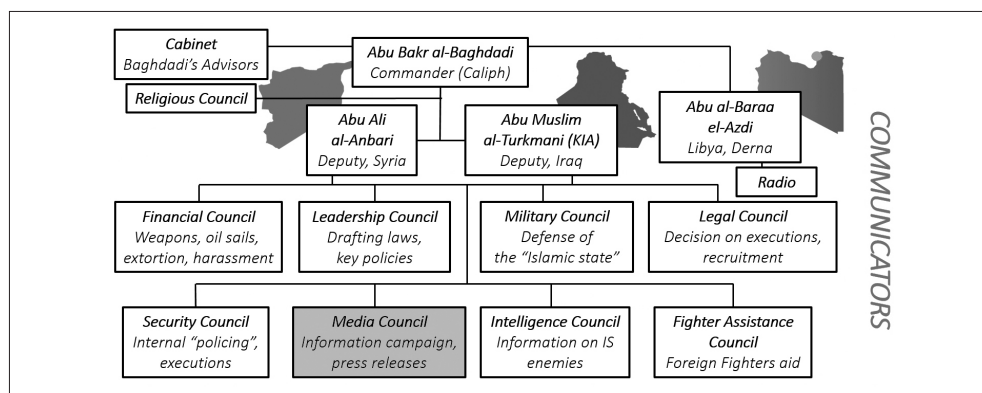 Cabinet
Baghdadi's Advisors
Abu Bakr al-Baghdadi
Commander (Caliph)
Religious Council
Abu Ali
al-Anbari
Deputy, Syria
Abu Muslim
al-Turkmani (KIA)
Deputy, Iraq
Abu al-Baraa
el-Azdi
Libya, Derna
Radio
Financial Council
Weapons, oil sails,
extortion, harassment
Leadership Council
Drafting laws,
key policies
Military Council
Defense of
the “Islamic state”
Legal Council
Decision on executions,
recruitment
Security Council
Internal “policing”,
executions
Media Council
Information campaign,
press releases
Intelligence Council
Information on IS
enemies
Fighter Assistance
Council
Foreign Fighters aid
COMMUNICATORS